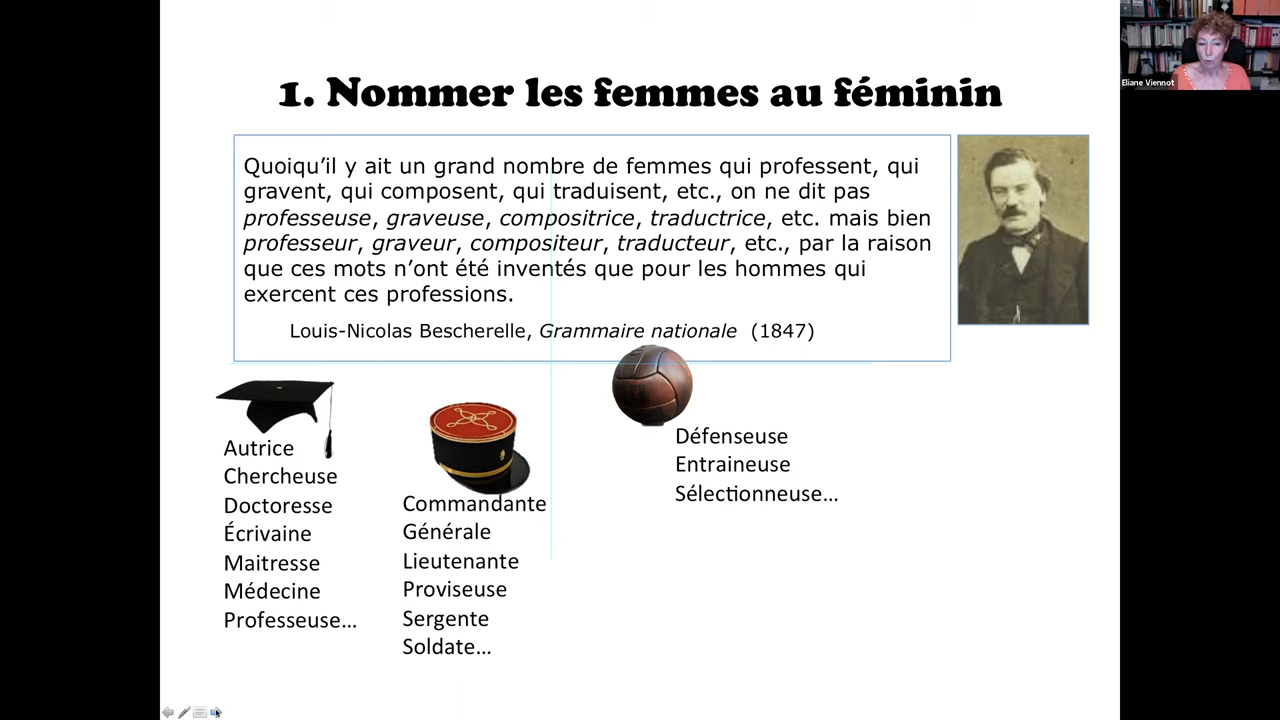 1. Nommer les femmes au féminin
Eliane Viennot
Quoiqu’il y ait un grand nombre de femmes qui professent, qui
gravent, qui composent, qui traduisent, etc., on ne dit pas
professeuse, graveuse, compositrice, traductrice, etc. mais bien
professeur, graveur, compositeur, traducteur, etc., par la raison
que ces mots n’ont été inventés que pour les hommes qui
exercent ces professions.
Louis-Nicolas Bescherelle, Grammaire nationale (1847)
Autrice
Chercheuse
Doctoresse
Écrivaine
Maitresse
Médecine
Professeuse…
Commandante
Générale
Lieutenante
Proviseuse
Sergente
Soldate…
Défenseuse
Entraineuse
Sélectionneuse…